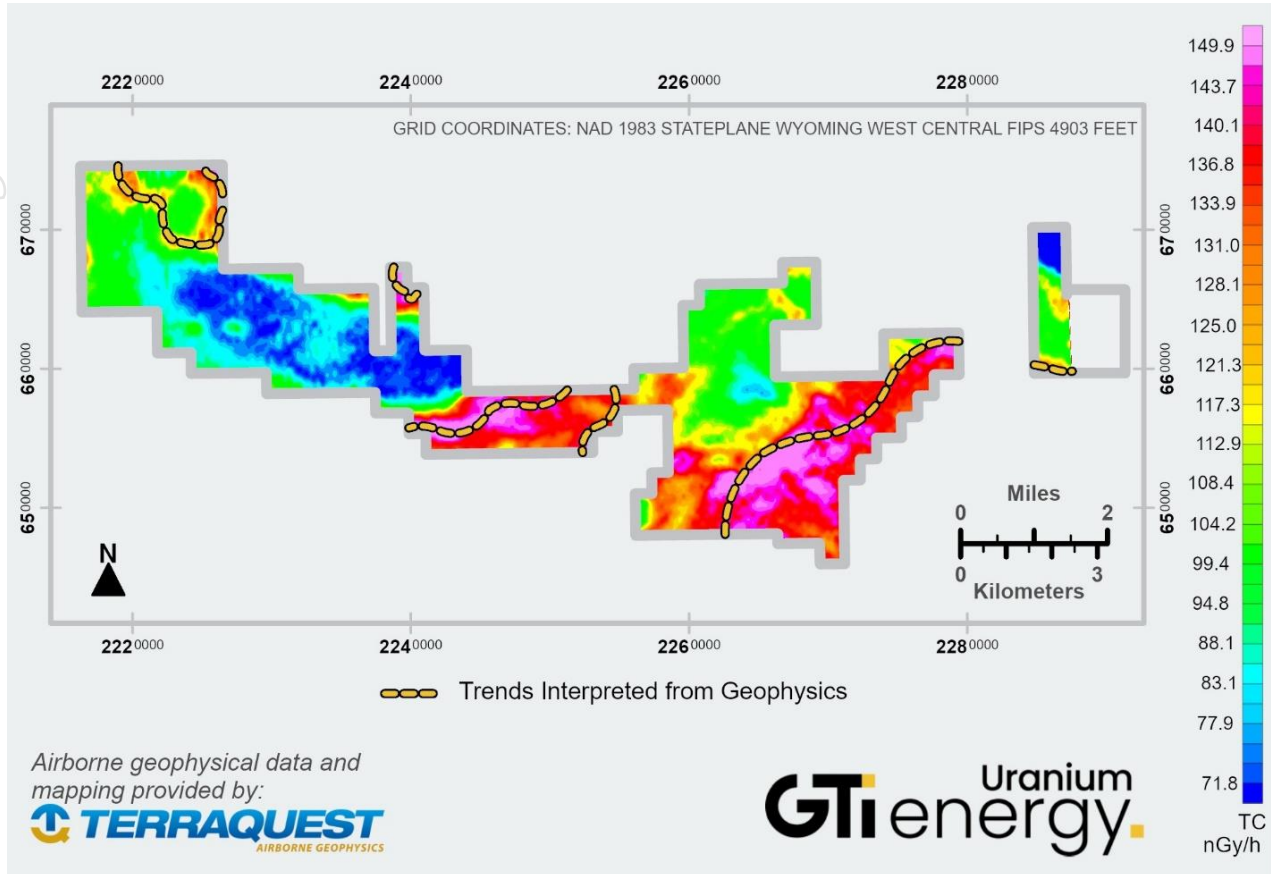 222⁰⁰⁰⁰ 224⁰⁰⁰⁰ 226⁰⁰⁰⁰ 228⁰⁰⁰⁰
GRID COORDINATES: NAD 1983 STATEPLANE WYOMING WEST CENTRAL FIPS 4903 FEET
67⁰⁰⁰⁰ 67⁰⁰⁰⁰
66⁰⁰⁰⁰ 66⁰⁰⁰⁰
65⁰⁰⁰⁰ 65⁰⁰⁰⁰
Miles
0 2
0 3
Kilometers
N
222⁰⁰⁰⁰ 224⁰⁰⁰⁰ 226⁰⁰⁰⁰ 228⁰⁰⁰⁰
Trends Interpreted from Geophysics
149.9
143.7
140.1
136.8
133.9
131.0
128.1
125.0
121.3
117.3
112.9
108.4
104.2
99.4
94.8
88.1
83.1
77.9
71.8
TC
nGy/h
Airborne geophysical data and
mapping provided by:
TERRAQUEST
AIRBORNE GEOPHYSICS
Uranium
GTi energy.